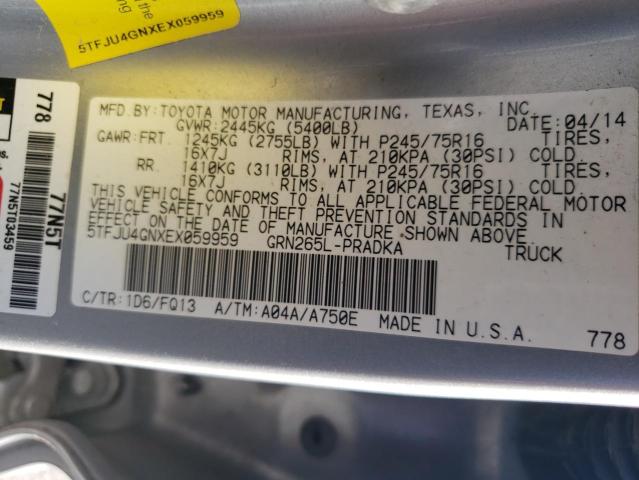 ing
the
5TFJU4GNXEX059959
778
77N5T
77N5T03459
MFD.BY:TOYOTA MOTOR MANUFACTURING, TEXAS, INC.
GVWR:2445KG (5400LB) DATE:04/14
GAWR:FRT 1245KG (2755LB) WITH P245/75R16 TIRES,
16X7J RIMS, AT 210KPA (30PSI) COLD.
RR 1410KG (3110LB) WITH P245/75R16 TIRES,
16X7J RIMS, AT 210KPA (30PSI) COLD.
THIS VEHICLE CONFORMS TO ALL APPLICABLE FEDERAL MOTOR
VEHICLE SAFETY AND THEFT PREVENTION STANDARDS IN
EFFECT ON THE DATE OF MANUFACTURE SHOWN ABOVE.
5TFJU4GNXEX059959 GRN265L-PRADKA TRUCK
C/TR:1D6/FQ13 A/TM:A04A/A750E MADE IN U.S.A.
778